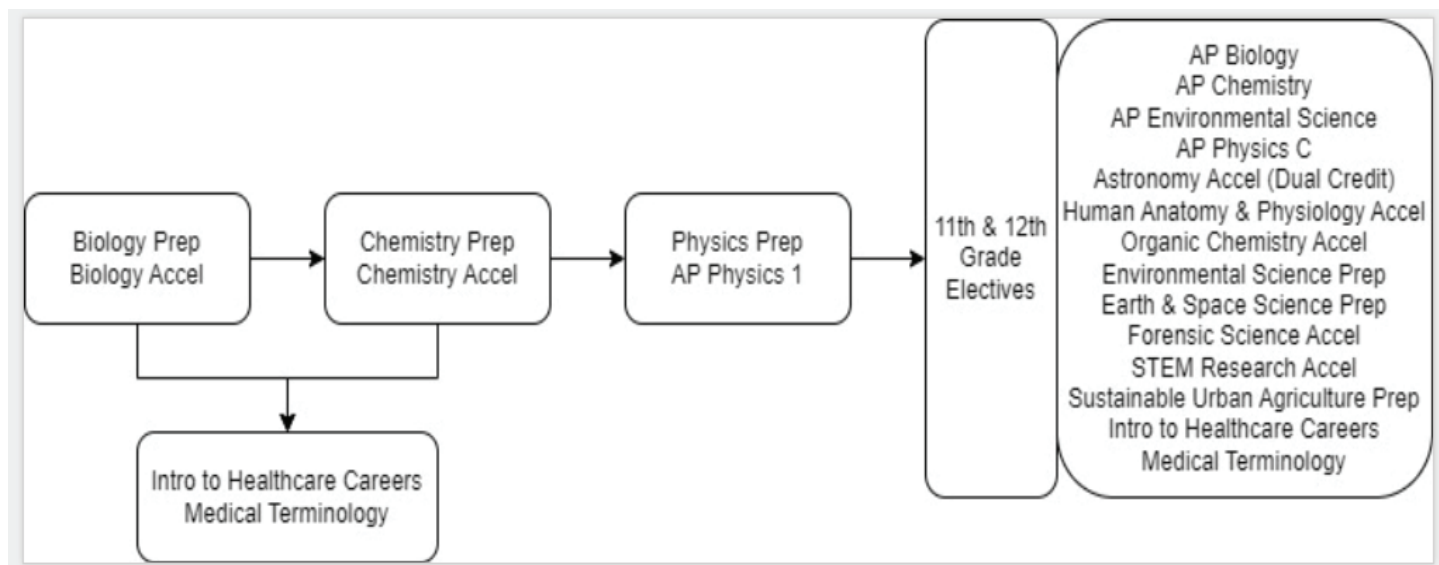 Biology Prep
Biology Accel
Chemistry Prep
Chemistry Accel
Physics Prep
AP Physics 1
11th & 12th
Grade
Electives
AP Biology
AP Chemistry
AP Environmental Science
AP Physics C
Astronomy Accel (Dual Credit)
Human Anatomy & Physiology Accel
Organic Chemistry Accel
Environmental Science Prep
Earth & Space Science Prep
Forensic Science Accel
STEM Research Accel
Sustainable Urban Agriculture Prep
Intro to Healthcare Careers
Medical Terminology
Intro to Healthcare Careers
Medical Terminology